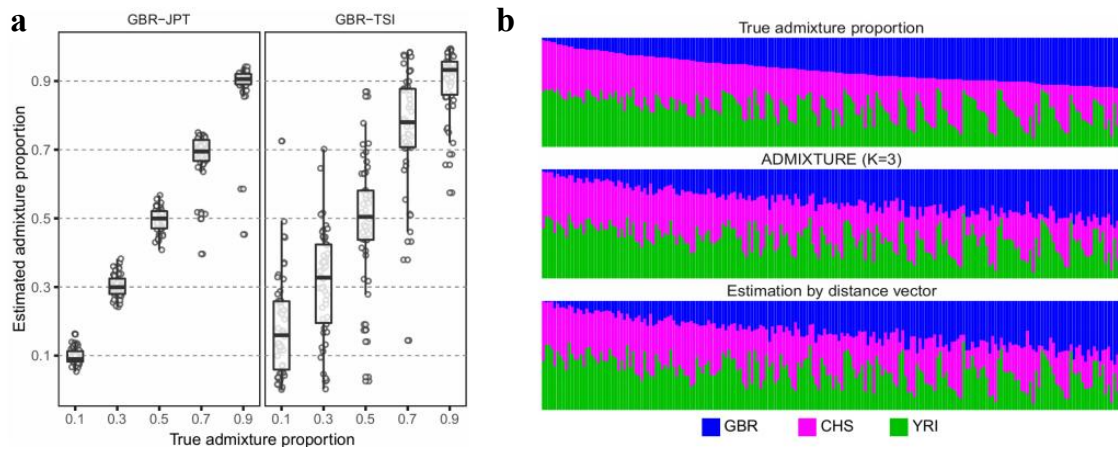 a
GBR-JPT GBR-TSI
Estimated admixture proportion
0.9
0.7
0.5
0.3
0.1
0.1 0.3 0.5 0.7 0.9 0.1 0.3 0.5 0.7 0.9
True admixture proportion
b
True admixture proportion
ADMIXTURE (K=3)
Estimation by distance vector
GBR CHS YRI